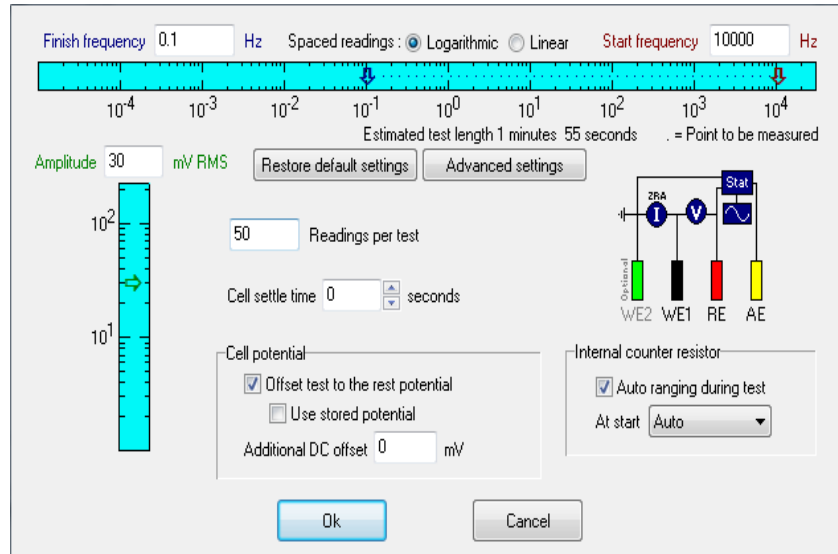 Finish frequency 0.1 Hz Spaced readings : Logarithmic Linear Start frequency 10000 Hz
10-4 10-3 10-2 10-1 100 101 102 103 104
Estimated test length 1 minutes 55 seconds . = Point to be measured
Amplitude 30 mV RMS Restore default settings Advanced settings
Stat
ZRA
I V
102
50 Readings per test
Optional
Cell settle time 0 seconds
WE2 WE1 RE AE
101
Cell potential Internal counter resistor
Offset test to the rest potential Auto ranging during test
Use stored potential At start Auto
Additional DC offset 0 mV
Ok Cancel